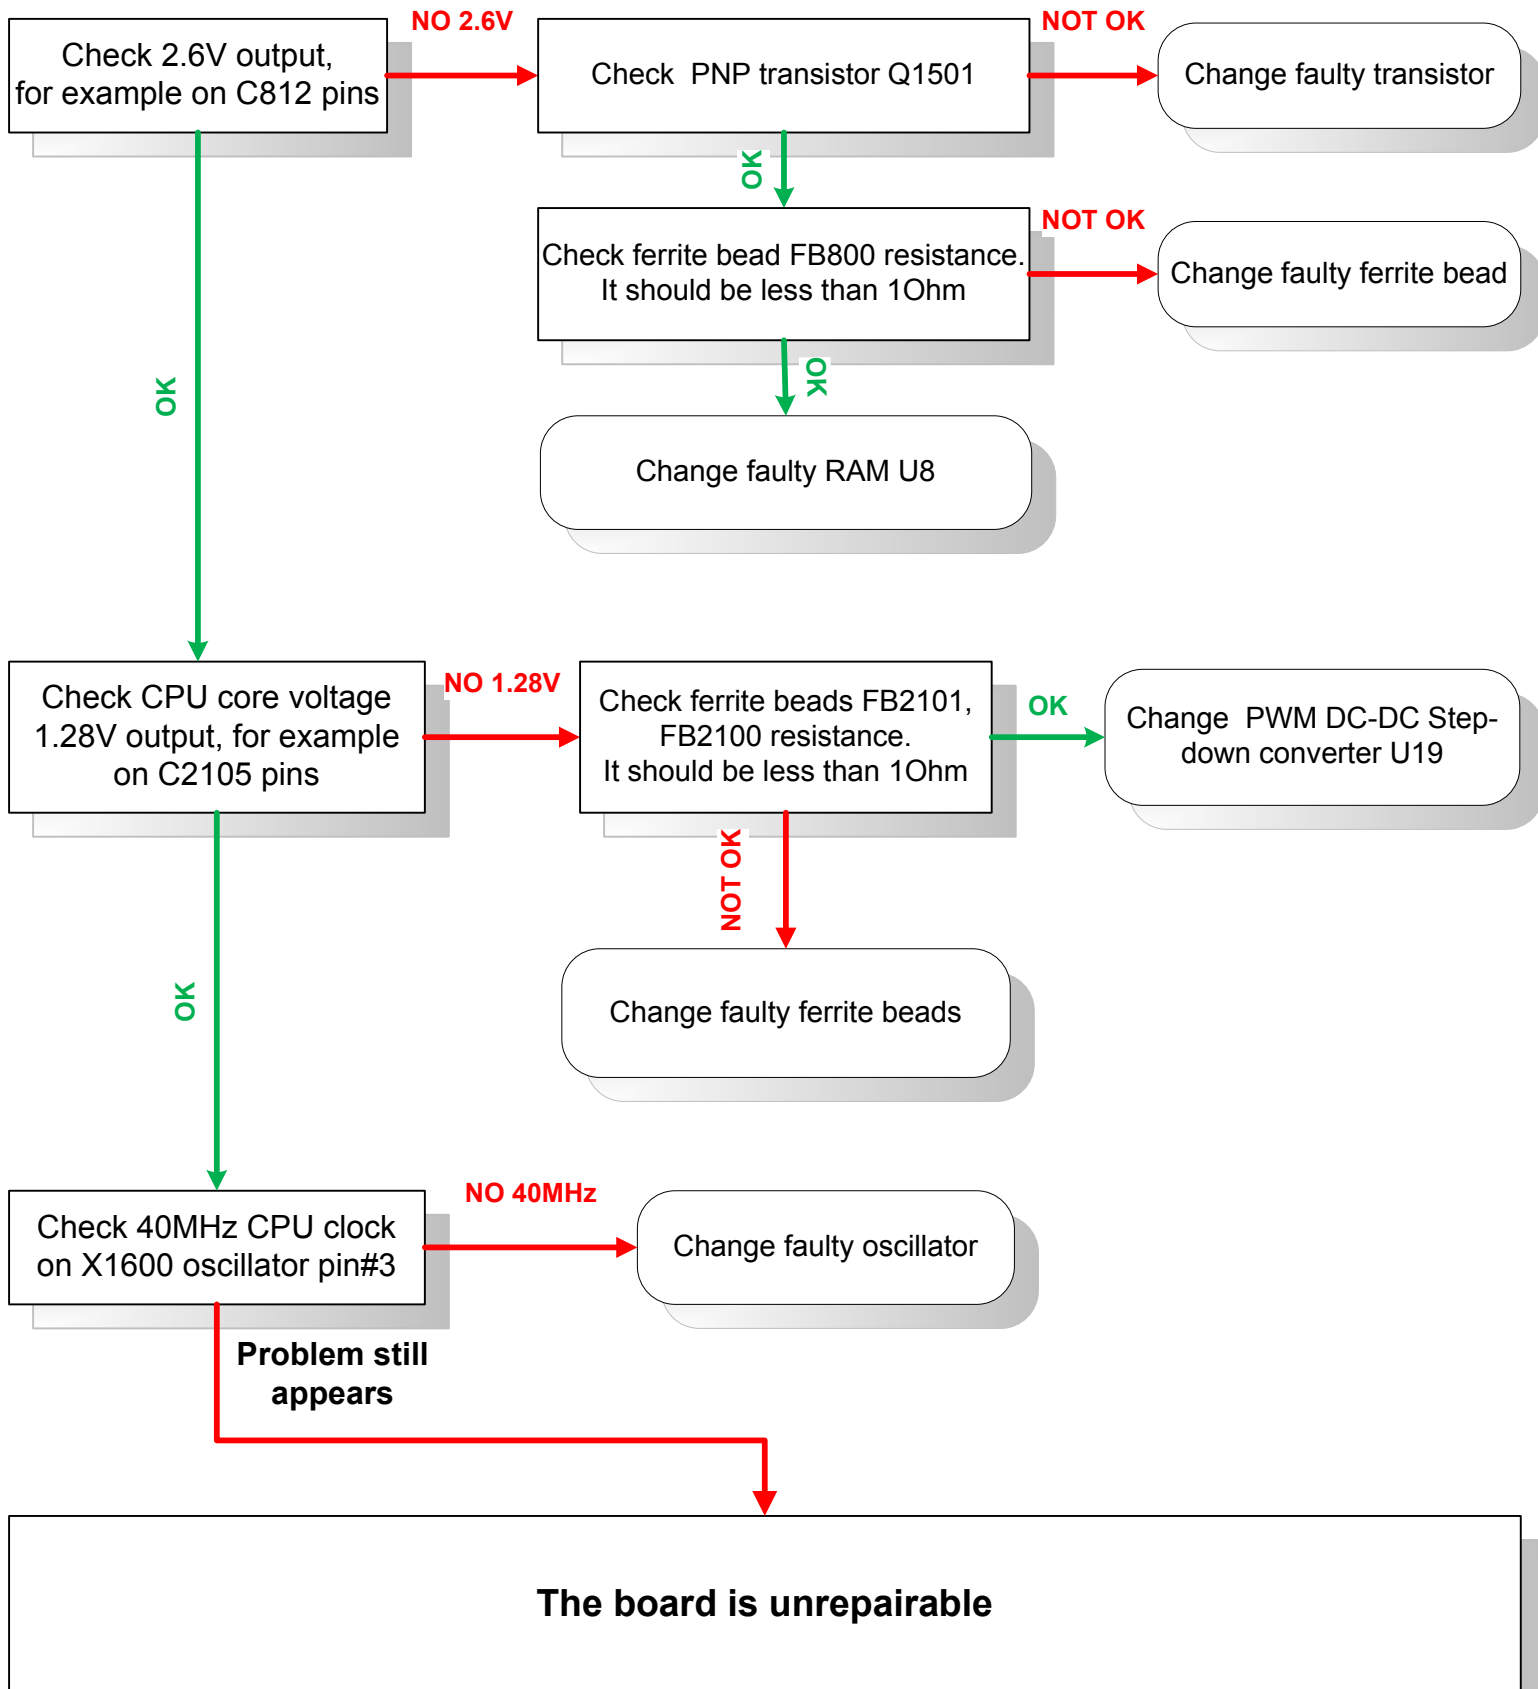 NO 2.6V
NOT OK
Check 2.6V output,
for example on C812 pins
Check  PNP transistor Q1501
Change faulty transistor
OK
NOT OK
Check ferrite bead FB800 resistance.
It should be less than 1Ohm
Change faulty ferrite bead
OK
OK
Change faulty RAM U8
Check CPU core voltage
1.28V output, for example
on C2105 pins
NO 1.28V
Check ferrite beads FB2101,
FB2100 resistance.
It should be less than 1Ohm
OK
Change  PWM DC-DC Step-
down converter U19
NOT OK
OK
Change faulty ferrite beads
Check 40MHz CPU clock
on X1600 oscillator pin#3
NO 40MHz
Change faulty oscillator
Problem still
appears
The board is unrepairable